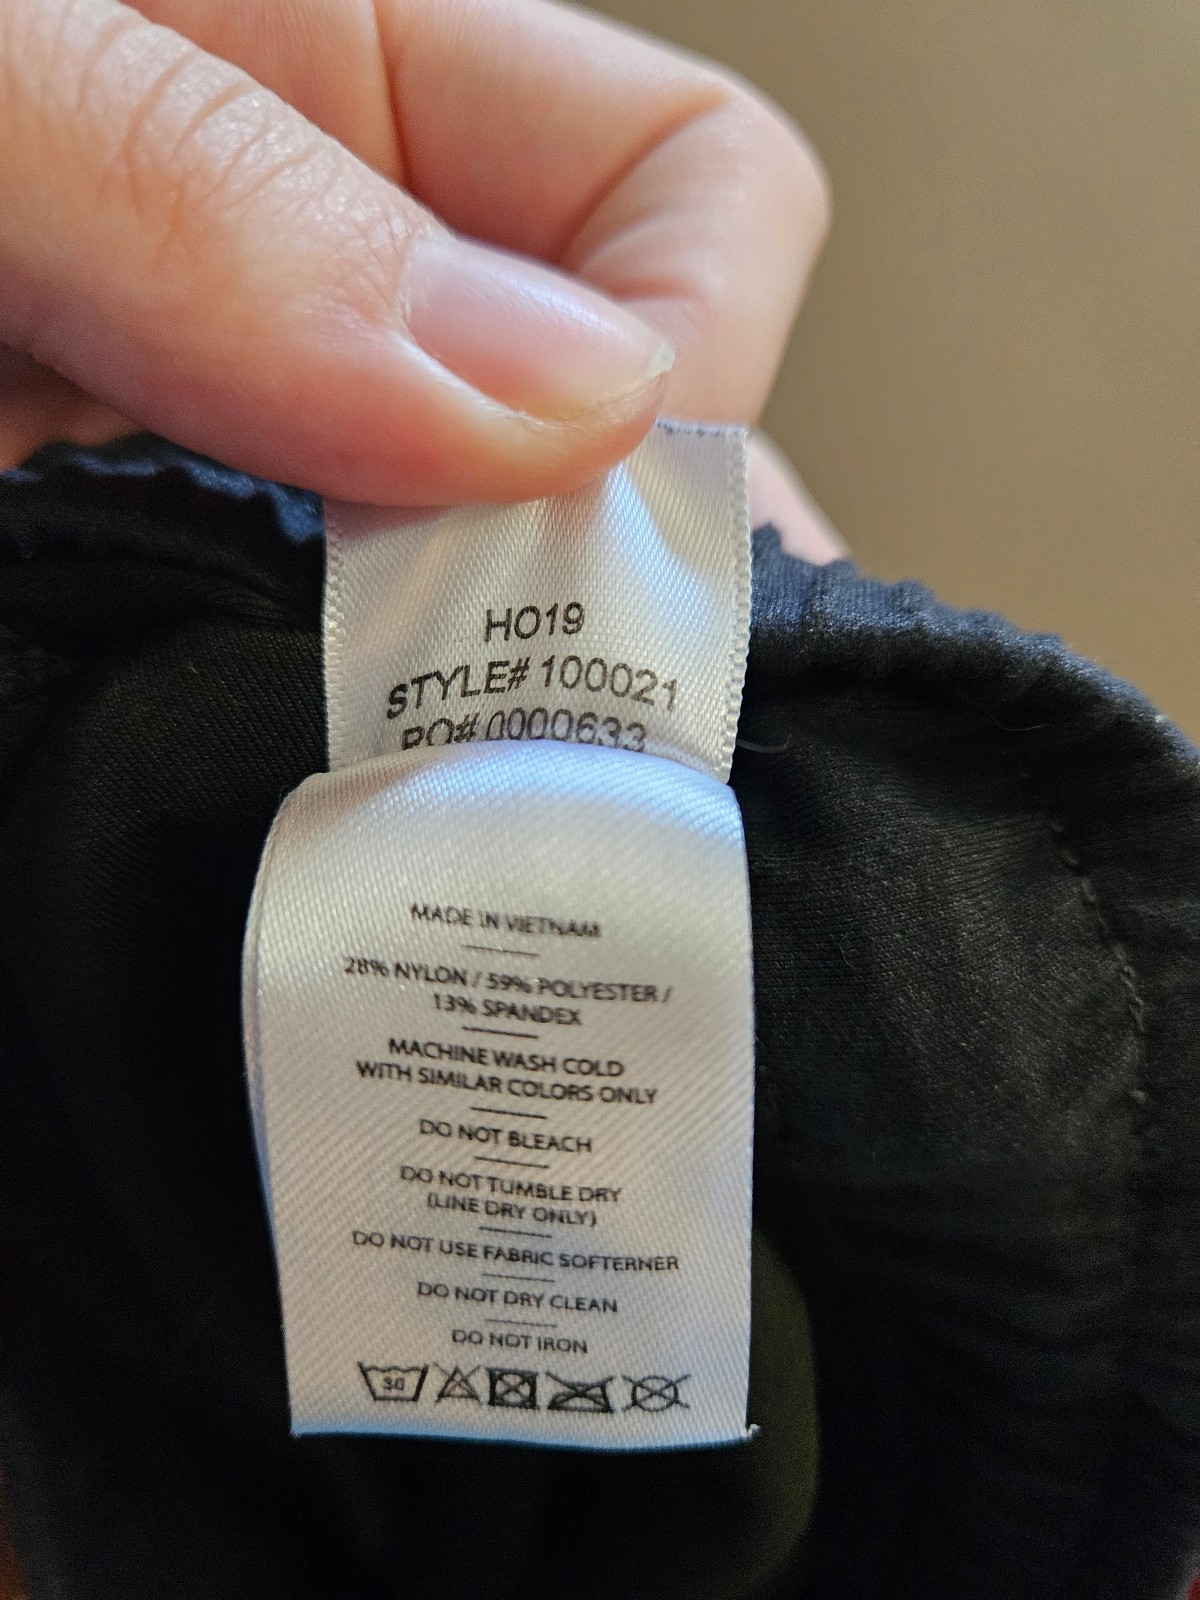 HO19
STYLE# 100021
PO# 0000633
MADE IN VIETNAM
28% NYLON / 59% POLYESTER /
13% SPANDEX
MACHINE WASH COLD
WITH SIMILAR COLORS ONLY
DO NOT BLEACH
DO NOT TUMBLE DRY
(LINE DRY ONLY)
DO NOT USE FABRIC SOFTERNER
DO NOT DRY CLEAN
DO NOT IRON
30